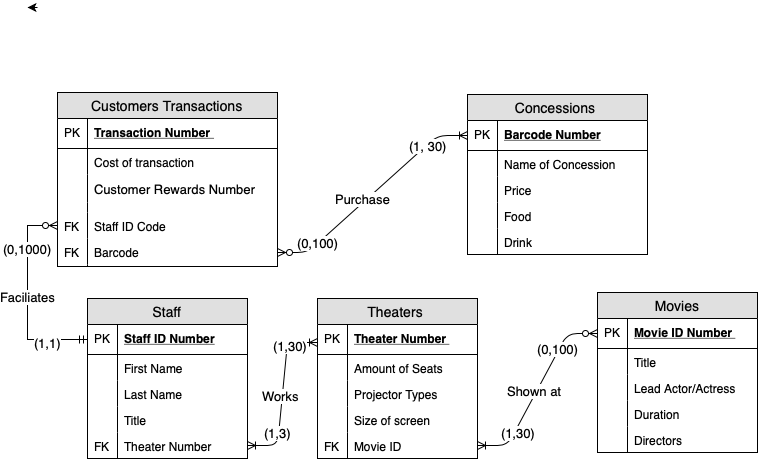 Customers Transactions
PK Transaction Number
Cost of transaction
Customer Rewards Number
FK Staff ID Code
FK Barcode
Concessions
PK Barcode Number
Name of Concession
Price
Food
Drink
(1, 30)
Purchase
(0,100)
(0,1000)
Faciliates
(1,1)
Staff
PK Staff ID Number
First Name
Last Name
Title
FK Theater Number
(1,30)
Works
(1,3)
Theaters
PK Theater Number
Amount of Seats
Projector Types
Size of screen
FK Movie ID
(0,100)
Shown at
(1,30)
Movies
PK Movie ID Number
Title
Lead Actor/Actress
Duration
Directors